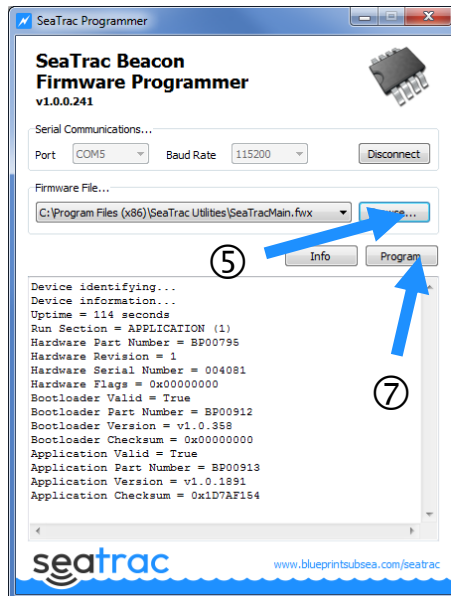 SeaTrac Programmer
SeaTrac Beacon
Firmware Programmer
v1.0.0.241
Serial Communications...
Port COM5 Baud Rate 115200 Disconnect
Firmware File...
C:\Program Files (x86)\SeaTrac Utilities\SeaTracMain.fwx Browse...
⑤ Info Program
Device identifying...
Device information...
Uptime = 114 seconds
Run Section = APPLICATION (1)
Hardware Part Number = BP00795
Hardware Revision = 1
Hardware Serial Number = 004081
Hardware Flags = 0x00000000
⑦
Bootloader Valid = True
Bootloader Part Number = BP00912
Bootloader Version = v1.0.358
Bootloader Checksum = 0x00000000
Application Valid = True
Application Part Number = BP00913
Application Version = v1.0.1891
Application Checksum = 0x1D7AF154
seatrac www.blueprintsubsea.com/seatrac